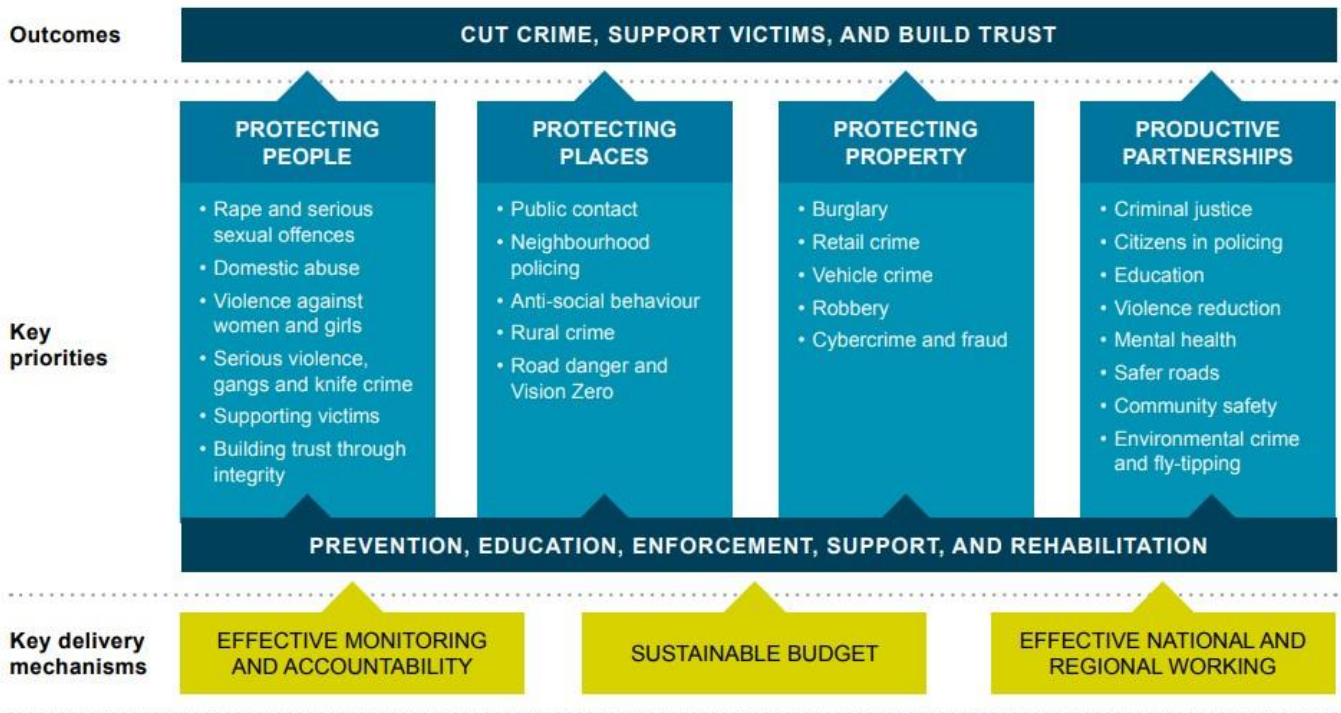 Outcomes
CUT CRIME, SUPPORT VICTIMS, AND BUILD TRUST
Key
priorities
PROTECTING
PEOPLE
• Rape and serious
sexual offences
• Domestic abuse
• Violence against
women and girls
• Serious violence,
gangs and knife crime
• Supporting victims
• Building trust through
integrity
PROTECTING
PLACES
• Public contact
• Neighbourhood
policing
• Anti-social behaviour
• Rural crime
• Road danger and
Vision Zero
PROTECTING
PROPERTY
• Burglary
• Retail crime
• Vehicle crime
• Robbery
• Cybercrime and fraud
PRODUCTIVE
PARTNERSHIPS
• Criminal justice
• Citizens in policing
• Education
• Violence reduction
• Mental health
• Safer roads
• Community safety
• Environmental crime
and fly-tipping
PREVENTION, EDUCATION, ENFORCEMENT, SUPPORT, AND REHABILITATION
Key delivery
mechanisms
EFFECTIVE MONITORING
AND ACCOUNTABILITY
SUSTAINABLE BUDGET
EFFECTIVE NATIONAL AND
REGIONAL WORKING